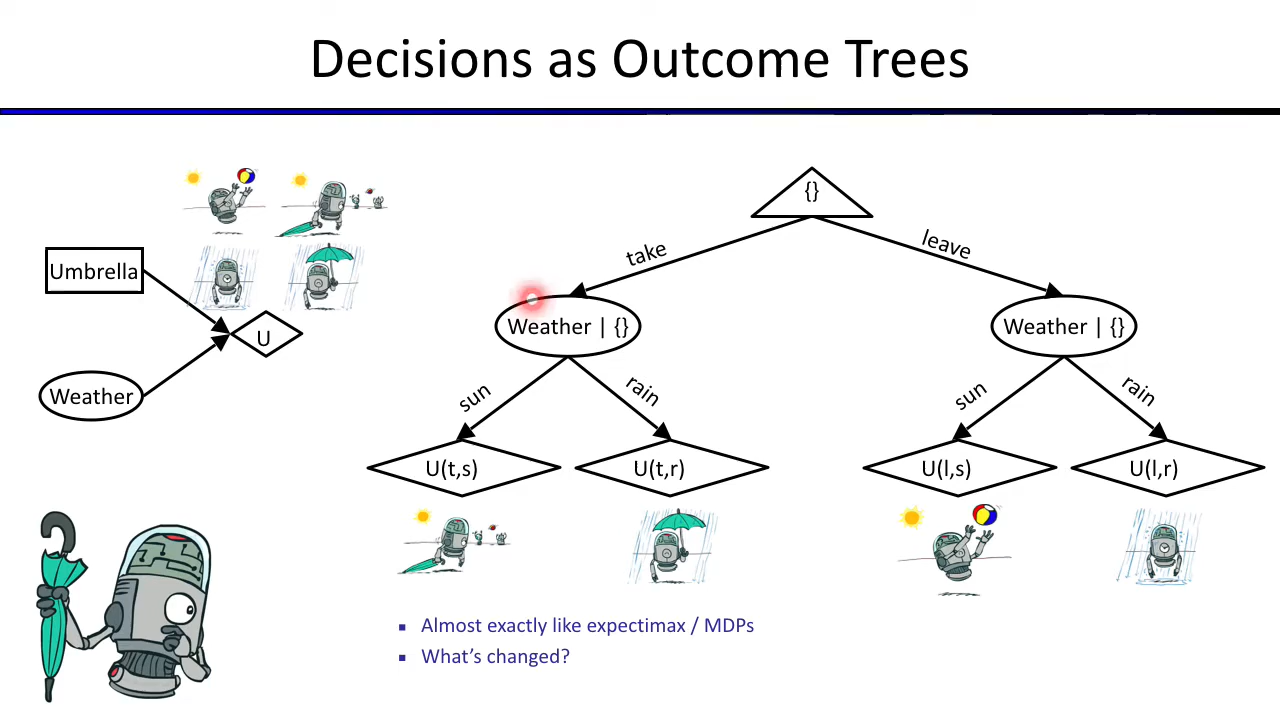 Decisions as Outcome Trees
{}
take
leave
Umbrella
U
Weather
Weather | {}
Weather | {}
sun
rain
sun
rain
U(t,s)
U(t,r)
U(l,s)
U(l,r)
Almost exactly like expectimax / MDPs
What’s changed?